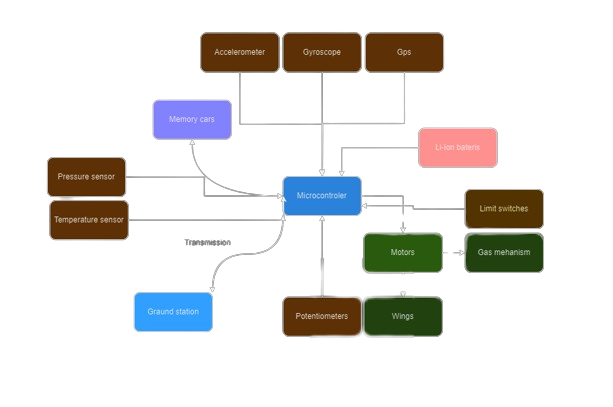 Accelerometer
Gyroscope
Gps
Memory cars
Li-Ion bateris
Pressure sensor
Microcontroler
Temperature sensor
Limit switches
Transmission
Motors
Gas mehanism
Graund station
Potentiometers
Wings